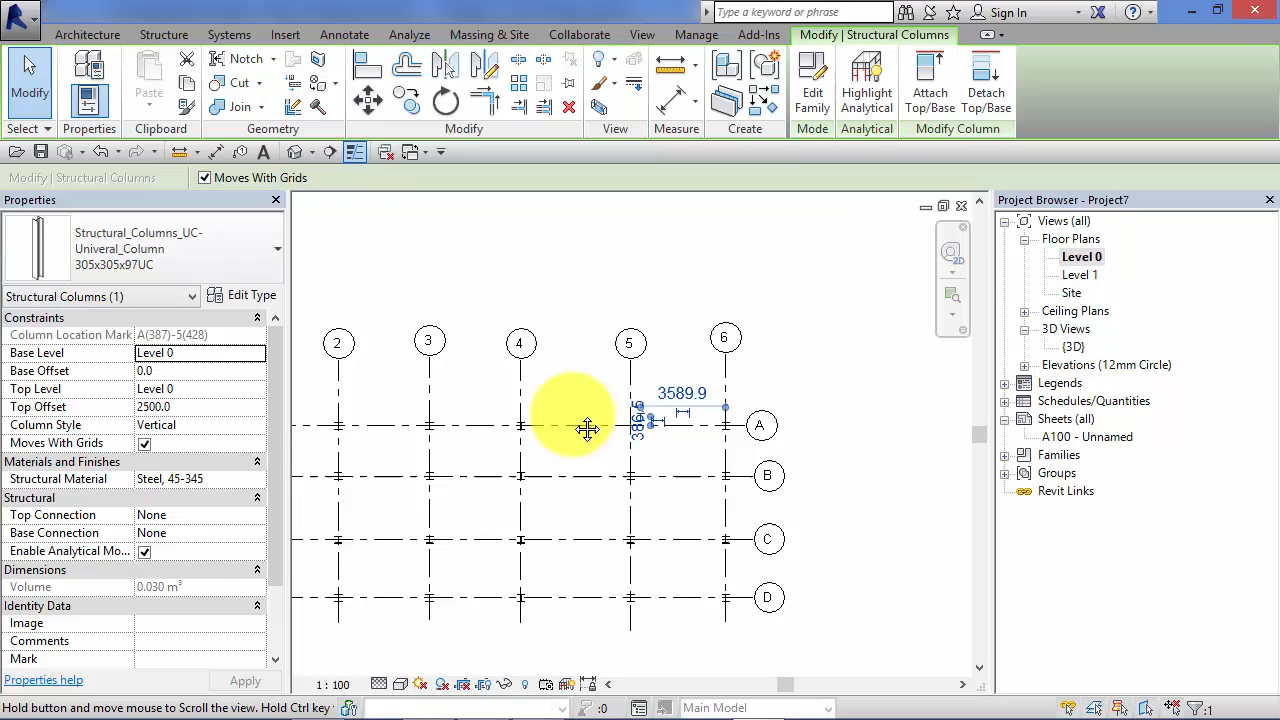 Type a keyword or phrase
Sign In
Architecture Structure Systems Insert Annotate Analyze Massing & Site Collaborate View Manage Add-Ins Modify | Structural Columns
Modify
Paste
Notch
Cut
Join
Edit Family
Highlight Analytical
Attach Top/Base
Detach Top/Base
Select Properties Clipboard Geometry Modify View Measure Create Mode Analytical Modify Column
Modify | Structural Columns
Moves With Grids
Properties
Structural_Columns_UC-
Univeral_Column
305x305x97UC
Structural Columns (1)
Edit Type
Constraints
Column Location Mark A(387)-5(428)
Base Level Level 0
Base Offset 0.0
Top Level Level 0
Top Offset 2500.0
Column Style Vertical
Moves With Grids
Materials and Finishes
Structural Material Steel, 45-345
Structural
Top Connection None
Base Connection None
Enable Analytical Mo...
Dimensions
Volume 0.030 m³
Identity Data
Image
Comments
Mark
Properties help
Apply
2D
2 3 4 5 6
3589.9
386.5
A
B
C
D
1 : 100
Project Browser - Project7
Views (all)
Floor Plans
Level 0
Level 1
Site
Ceiling Plans
3D Views
{3D}
Elevations (12mm Circle)
Legends
Schedules/Quantities
Sheets (all)
A100 - Unnamed
Families
Groups
Revit Links
Hold button and move mouse to Scroll the view. Hold Ctrl key
:0
Main Model
:1